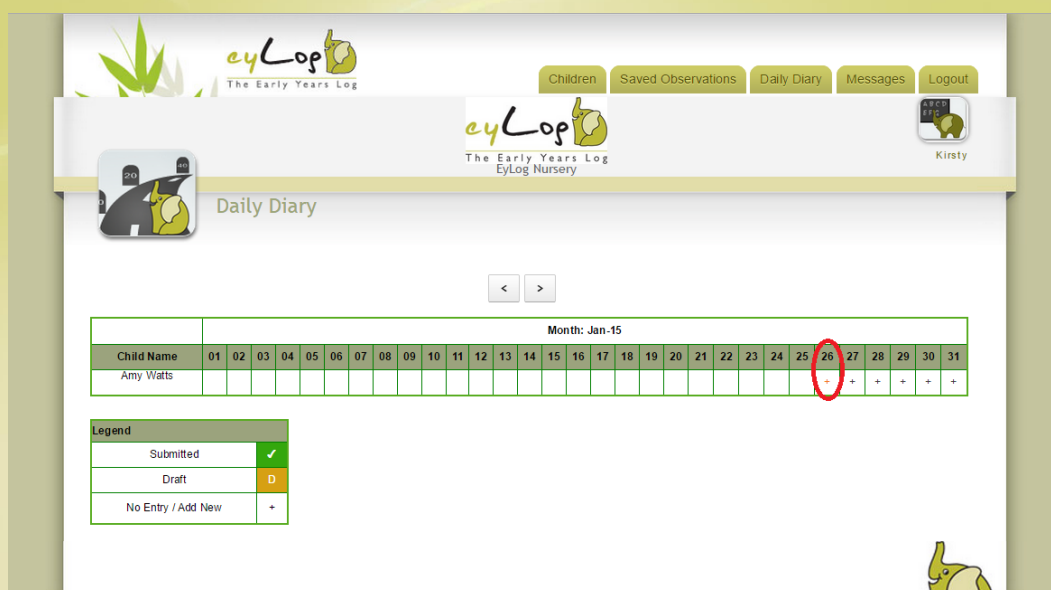 eyLog
The Early Years Log
Children Saved Observations Daily Diary Messages Logout
eyLog
The Early Years Log
EyLog Nursery
ABCD
Kirsty
20 40
Daily Diary
< >
Month: Jan-15
Child Name 01 02 03 04 05 06 07 08 09 10 11 12 13 14 15 16 17 18 19 20 21 22 23 24 25 26 27 28 29 30 31
Amy Watts + + + + + +
Legend
Submitted ✓
Draft D
No Entry / Add New +